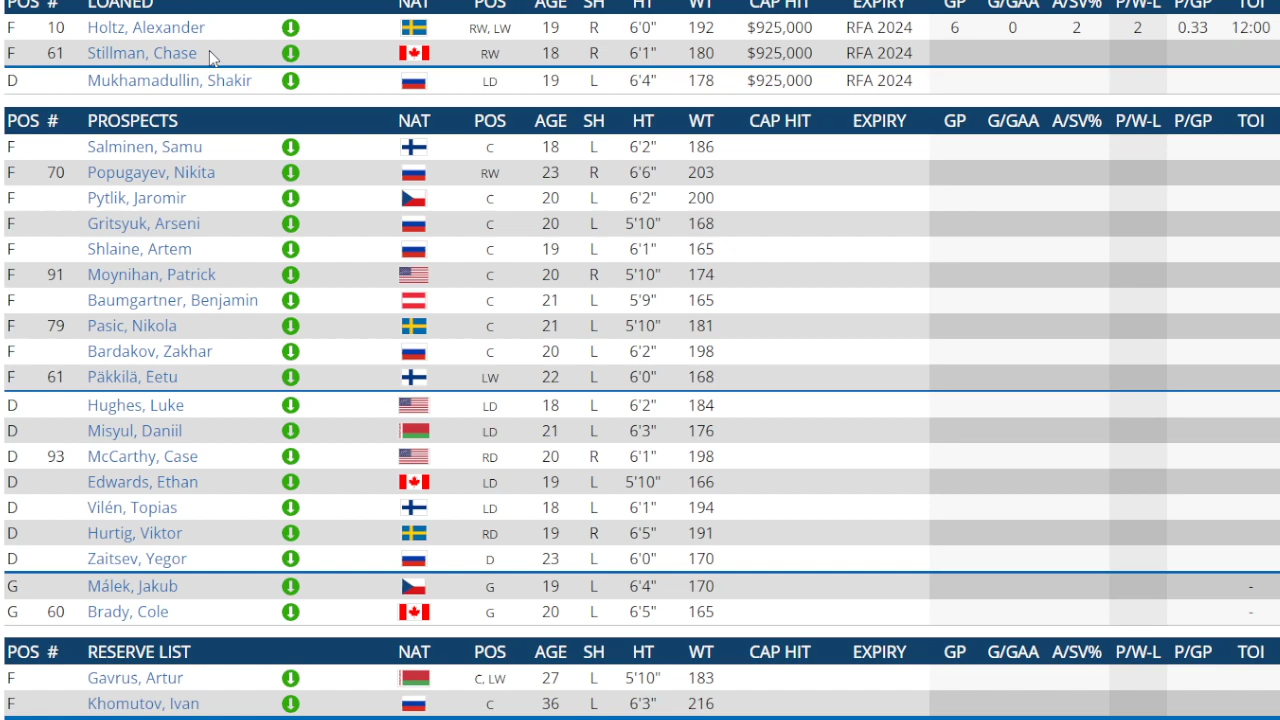 POS # LOANED NAT POS AGE SH HT WT CAP HIT EXPIRY GP G/GAA A/SV% P/W-L P/GP TOI
F 10 Holtz, Alexander RW, LW 19 R 6'0" 192 $925,000 RFA 2024 6 0 2 2 0.33 12:00
F 61 Stillman, Chase RW 18 R 6'1" 180 $925,000 RFA 2024
D Mukhamadullin, Shakir LD 19 L 6'4" 178 $925,000 RFA 2024
POS # PROSPECTS NAT POS AGE SH HT WT CAP HIT EXPIRY GP G/GAA A/SV% P/W-L P/GP TOI
F Salminen, Samu C 18 L 6'2" 186
F 70 Popugayev, Nikita RW 23 R 6'6" 203
F Pytlik, Jaromir C 20 L 6'2" 200
F Gritsyuk, Arseni C 20 L 5'10" 168
F Shlaine, Artem C 19 L 6'1" 165
F 91 Moynihan, Patrick C 20 R 5'10" 174
F Baumgartner, Benjamin C 21 L 5'9" 165
F 79 Pasic, Nikola C 21 L 5'10" 181
F Bardakov, Zakhar C 20 L 6'2" 198
F 61 Päkkilä, Eetu LW 22 L 6'0" 168
D Hughes, Luke LD 18 L 6'2" 184
D Misyul, Daniil LD 21 L 6'3" 176
D 93 McCarthy, Case RD 20 R 6'1" 198
D Edwards, Ethan LD 19 L 5'10" 166
D Vilén, Topias LD 18 L 6'1" 194
D Hurtig, Viktor RD 19 R 6'5" 191
D Zaitsev, Yegor D 23 L 6'0" 170
G Málek, Jakub G 19 L 6'4" 170 -
G 60 Brady, Cole G 20 L 6'5" 165 -
POS # RESERVE LIST NAT POS AGE SH HT WT CAP HIT EXPIRY GP G/GAA A/SV% P/W-L P/GP TOI
F Gavrus, Artur C, LW 27 L 5'10" 183
F Khomutov, Ivan C 36 L 6'3" 216